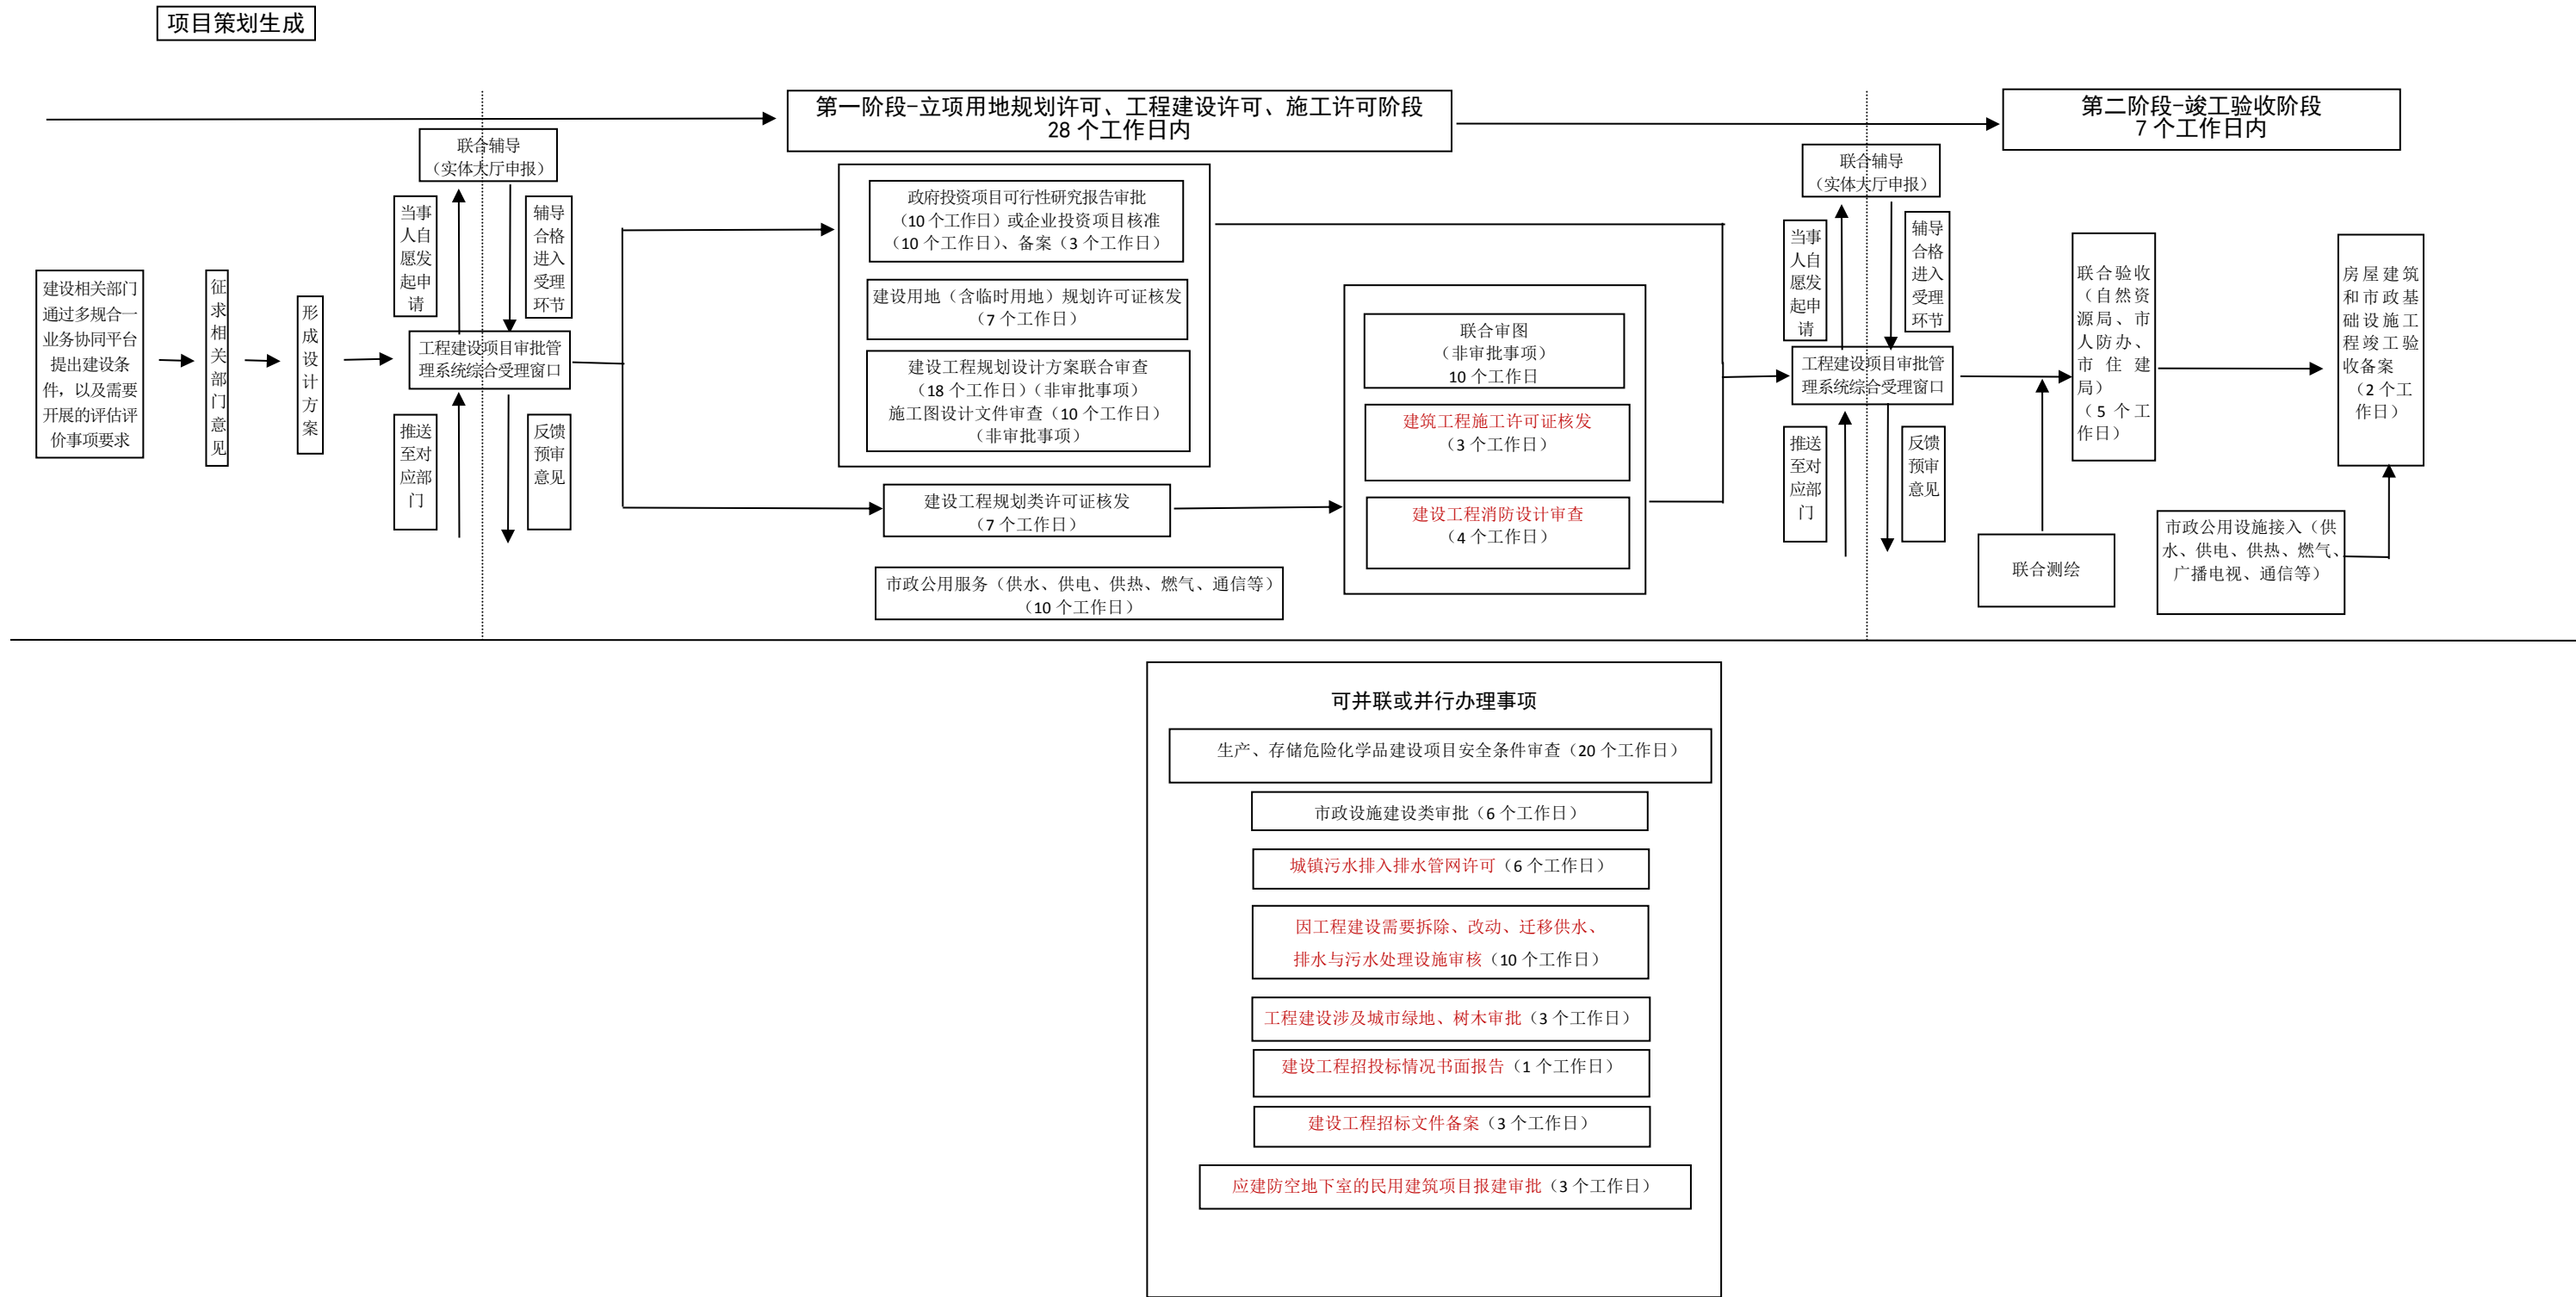 项目策划生成
第一阶段-立项用地规划许可、工程建设许可、施工许可阶段
28 个工作日内
第二阶段-竣工验收阶段
7 个工作日内
建设相关部门
通过多规合一
业务协同平台
提出建设条
件，以及需要
开展的评估评
价事项要求
征
求
相
关
部
门
意
见
形
成
设
计
方
案
联合辅导
（实体大厅申报）
当事
人自
愿发
起申
请
辅导
合格
进入
受理
环节
工程建设项目审批管
理系统综合受理窗口
推送
至对
应部
门
反馈
预审
意见
政府投资项目可行性研究报告审批
（10 个工作日）或企业投资项目核准
（10 个工作日）、备案（3 个工作日）
建设用地（含临时用地）规划许可证核发
（7 个工作日）
建设工程规划设计方案联合审查
（18 个工作日）（非审批事项）
施工图设计文件审查（10 个工作日）
（非审批事项）
建设工程规划类许可证核发
（7 个工作日）
市政公用服务（供水、供电、供热、燃气、通信等）
（10 个工作日）
联合审图
（非审批事项）
10 个工作日
建筑工程施工许可证核发
（3 个工作日）
建设工程消防设计审查
（4 个工作日）
联合辅导
（实体大厅申报）
当事
人自
愿发
起申
请
辅导
合格
进入
受理
环节
工程建设项目审批管
理系统综合受理窗口
推送
至对
应部
门
反馈
预审
意见
联合验收
（自然资
源局、市
人防办、
市住建
局）
（5 个工
作日）
联合测绘
房屋建筑
和市政基
础设施工
程竣工验
收备案
（2 个工
作日）
市政公用设施接入（供
水、供电、供热、燃气、
广播电视、通信等）
可并联或并行办理事项
生产、存储危险化学品建设项目安全条件审查（20 个工作日）
市政设施建设类审批（6 个工作日）
城镇污水排入排水管网许可（6 个工作日）
因工程建设需要拆除、改动、迁移供水、
排水与污水处理设施审核（10 个工作日）
工程建设涉及城市绿地、树木审批（3 个工作日）
建设工程招投标情况书面报告（1 个工作日）
建设工程招标文件备案（3 个工作日）
应建防空地下室的民用建筑项目报建审批（3 个工作日）